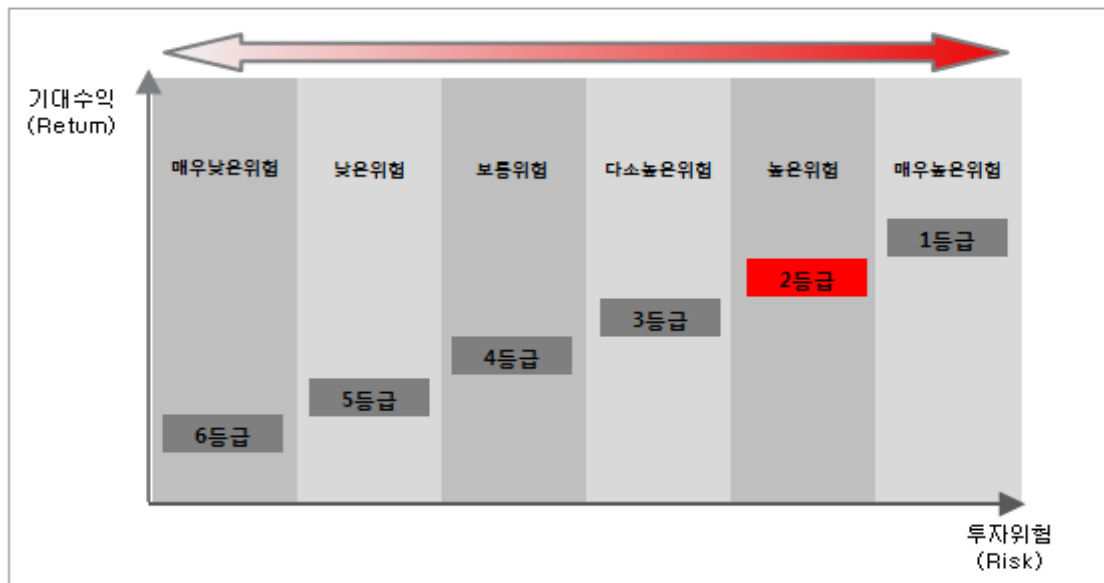 기대수익
(Retum)
매우낮은위험
낮은위험
보통위험
다소높은위험
높은위험
매우높은위험
1등급
2등급
3등급
4등급
5등급
6등급
투자위험
(Risk)